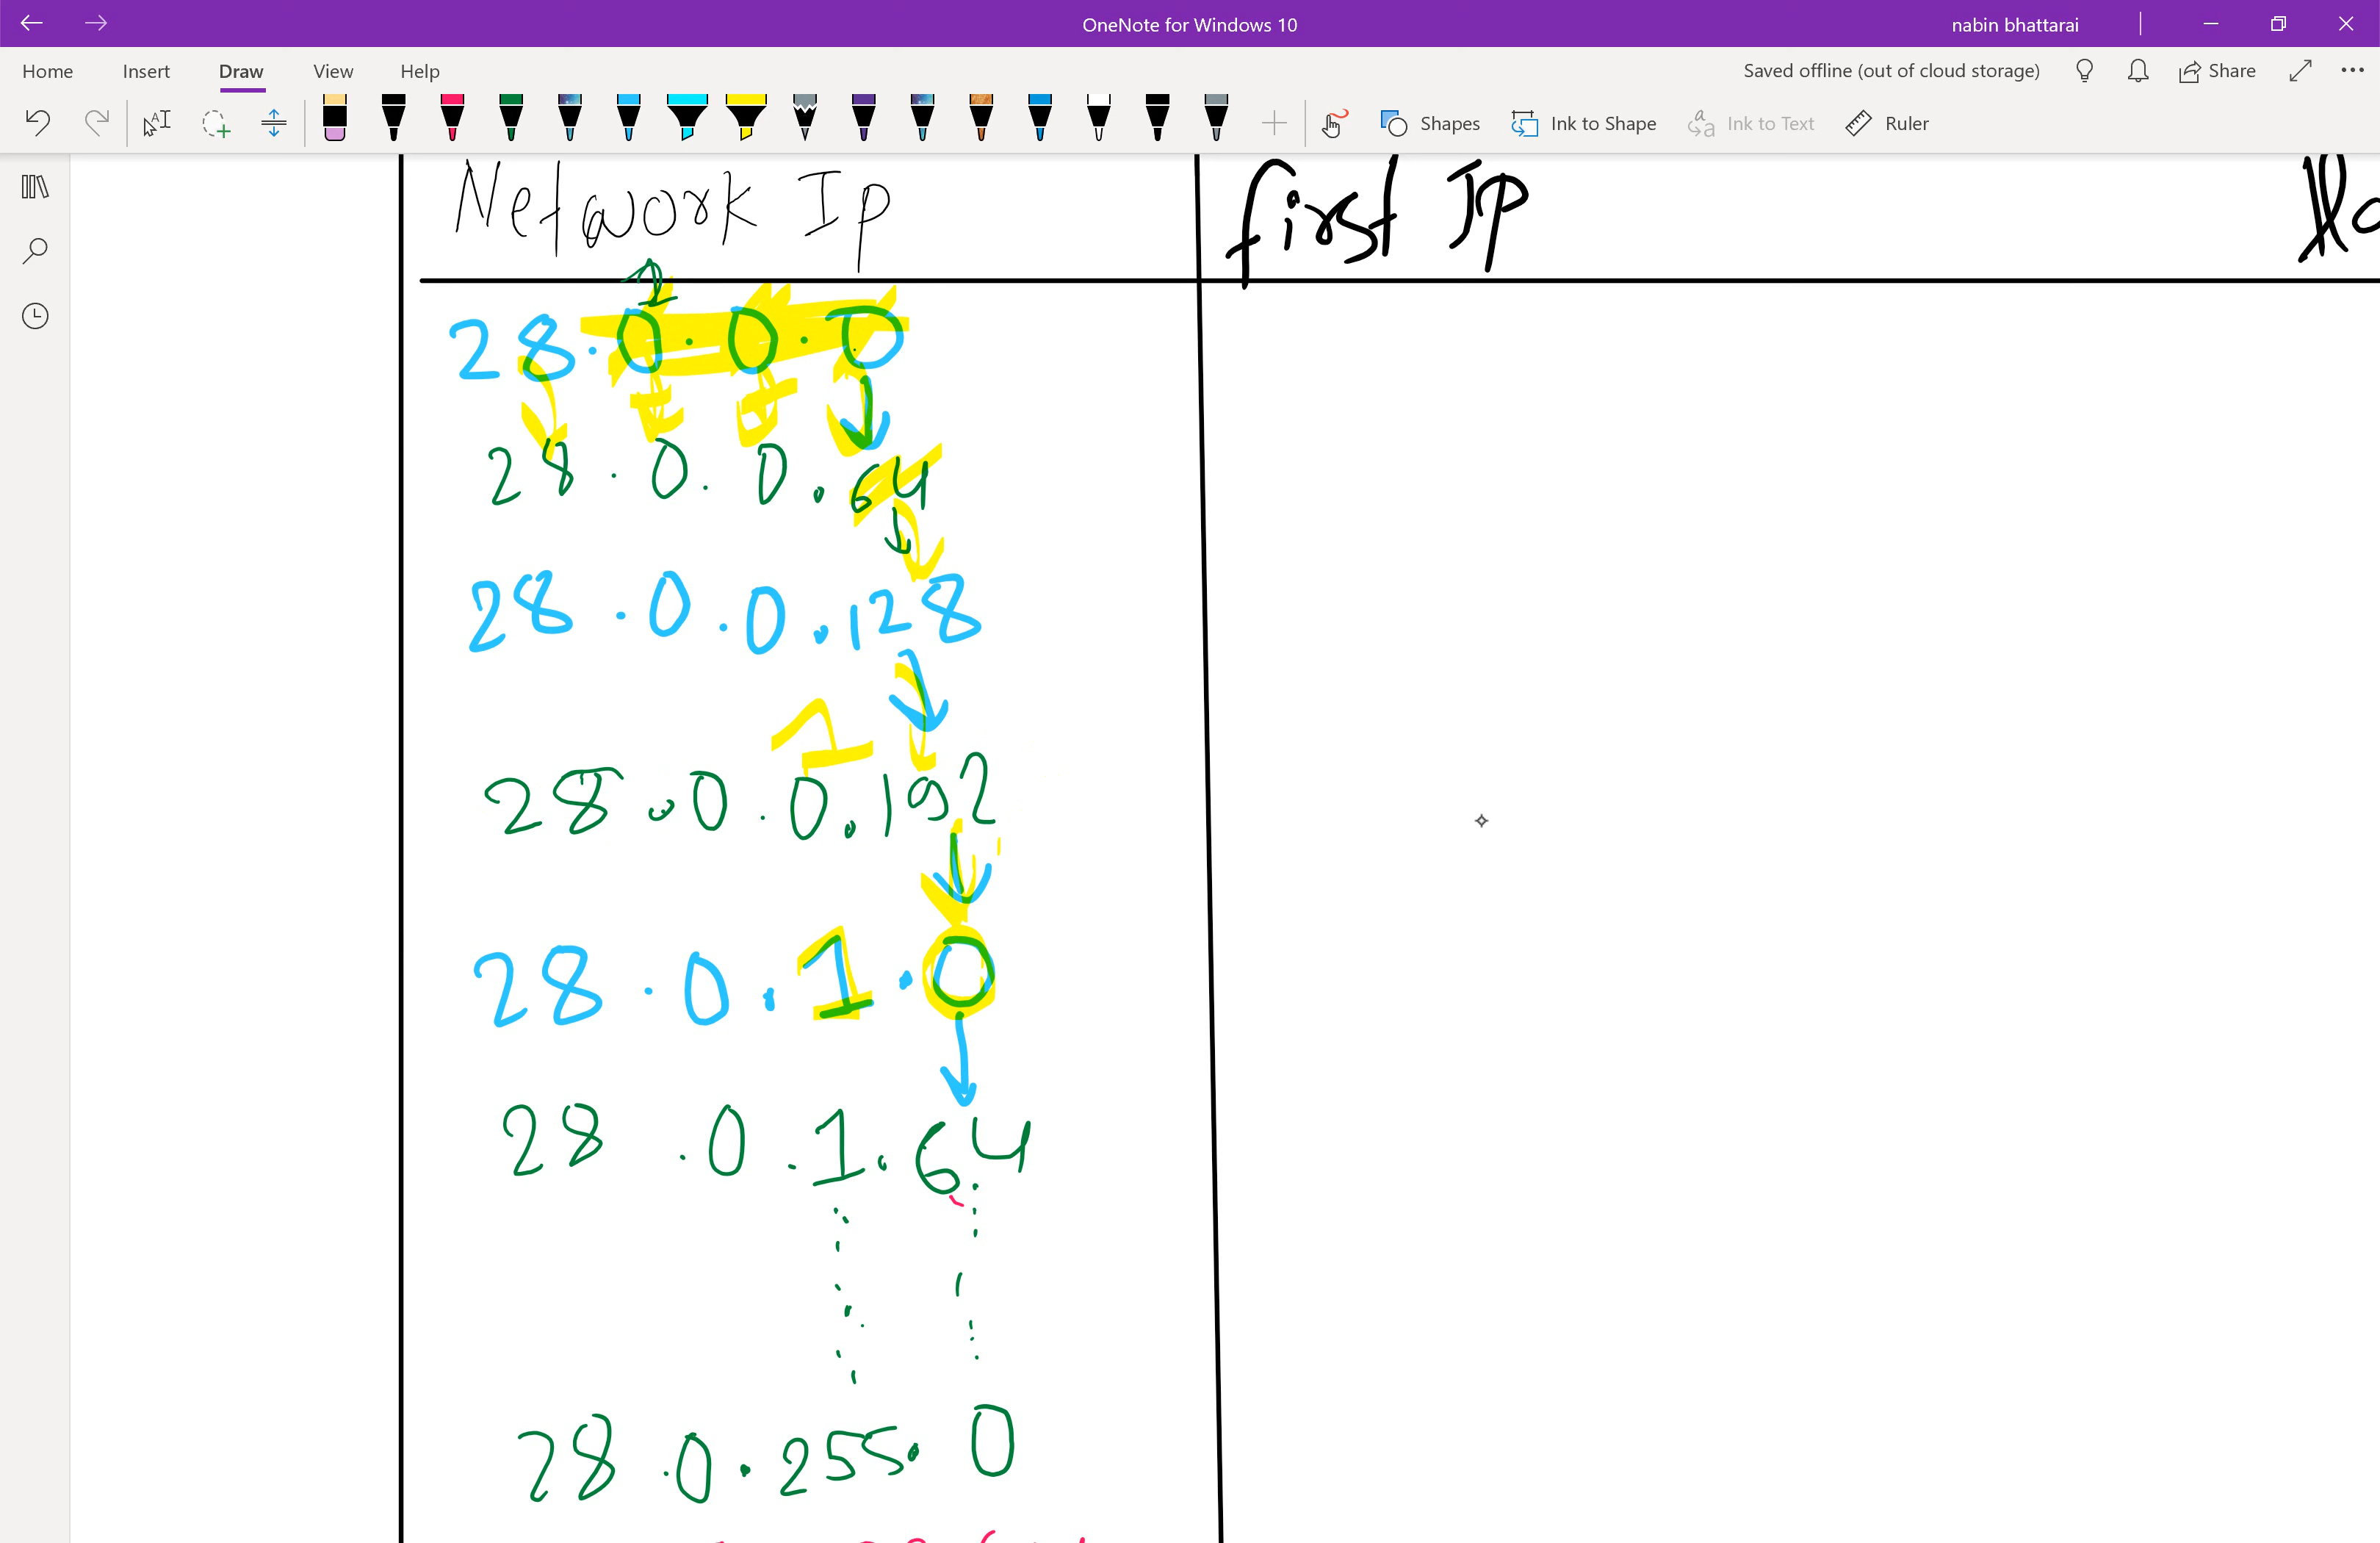 OneNote for Windows 10
nabin bhattarai
Home Insert Draw View Help
Saved offline (out of cloud storage)
Share
Shapes Ink to Shape Ink to Text Ruler
Network Ip first IP
1
28.0.0.0
28.0.0.64
28.0.0.128
1
28.0.0.192
28.0.1.0
28.0.1.64
28.0.255.0